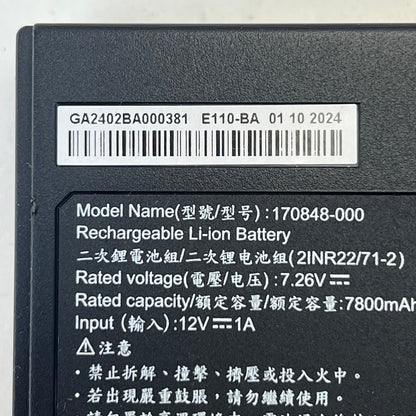 GA2402BA000381 E110-BA 01 10 2024
Model Name(型號/型号):170848-000
Rechargeable Li-ion Battery
二次鋰電池組/二次锂电池组(2INR22/71-2)
Rated voltage(電壓/电压) : 7.26V⎓
Rated capacity/額定容量/额定容量:7800mAh
Input (輸入) :12V⎓1A
⚠注意
・禁止拆解、撞擊、擠壓或投入火中。
・若出現嚴重鼓脹，請勿繼續使用。